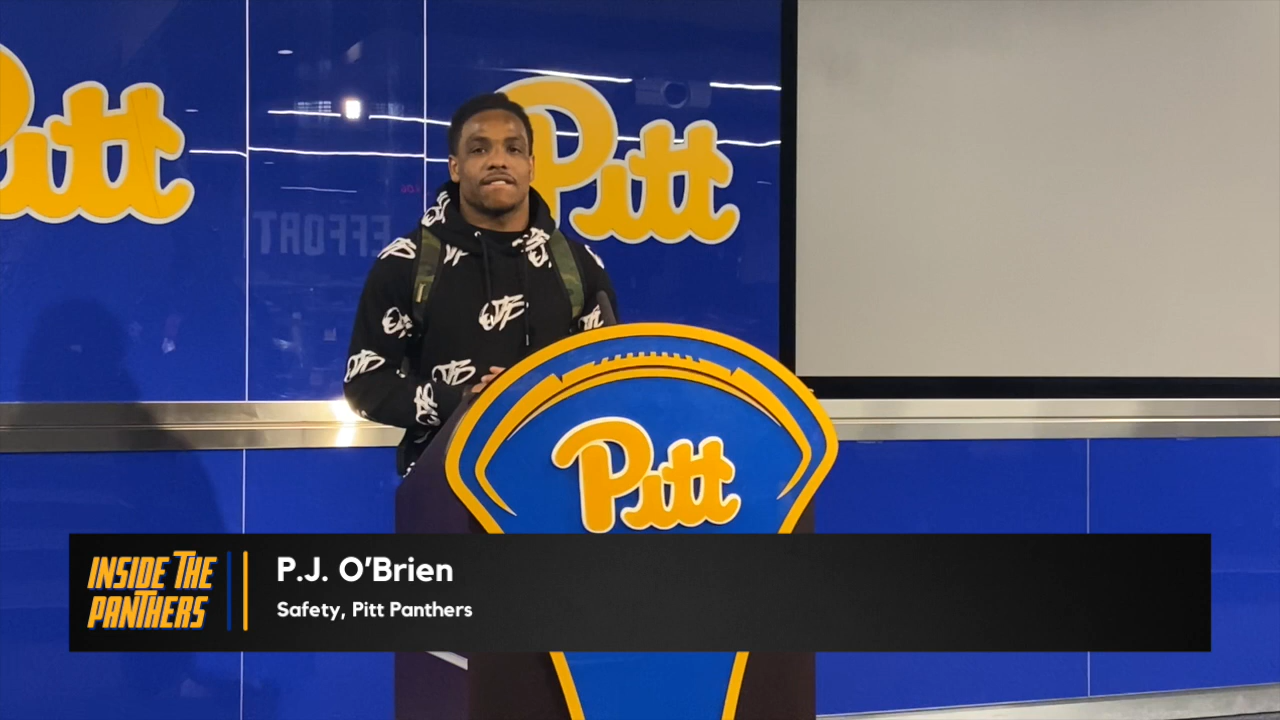 Pitt
Pitt
EFFORT
Pitt
INSIDE THE
PANTHERS
P.J. O'Brien
Safety, Pitt Panthers